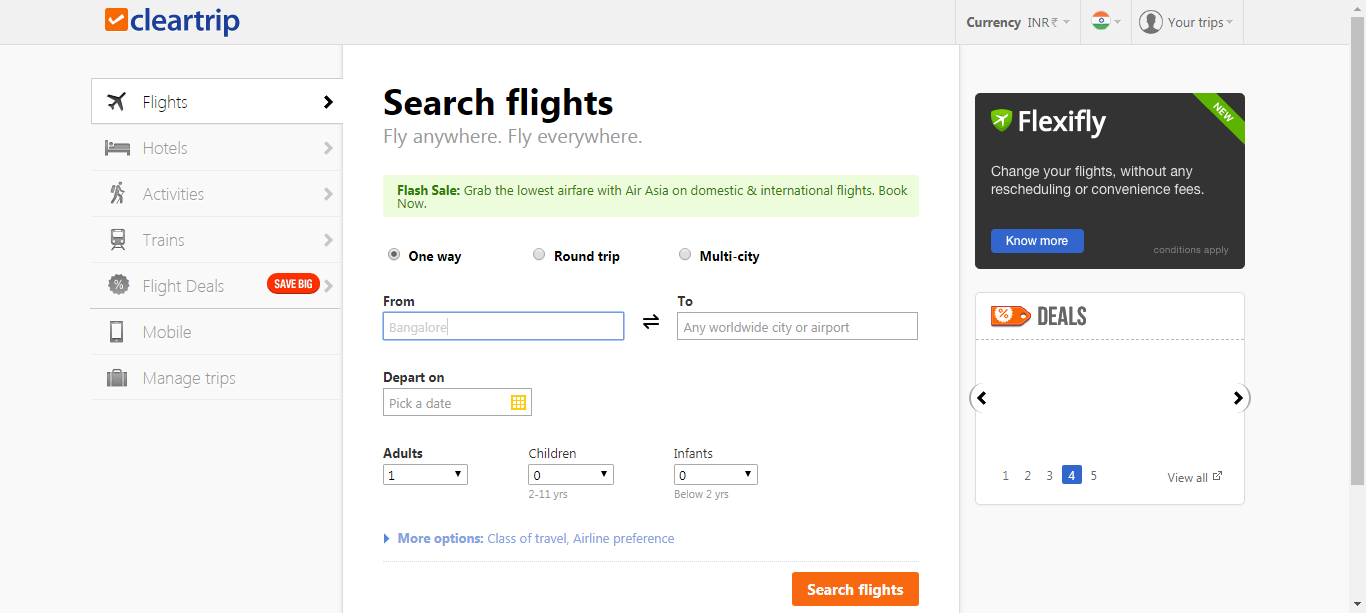 cleartrip
Currency INR ₹
Your trips
Flights
Hotels
Activities
Trains
Flight Deals SAVE BIG
Mobile
Manage trips
Search flights
Fly anywhere. Fly everywhere.
Flash Sale: Grab the lowest airfare with Air Asia on domestic & international flights. Book
Now.
One way Round trip Multi-city
From To
Bangalore Any worldwide city or airport
Depart on
Pick a date
Adults Children Infants
1 0 0
2-11 yrs Below 2 yrs
More options: Class of travel, Airline preference
Search flights
NEW
Flexifly
Change your flights, without any
rescheduling or convenience fees.
Know more
conditions apply
% DEALS
1 2 3 4 5 View all